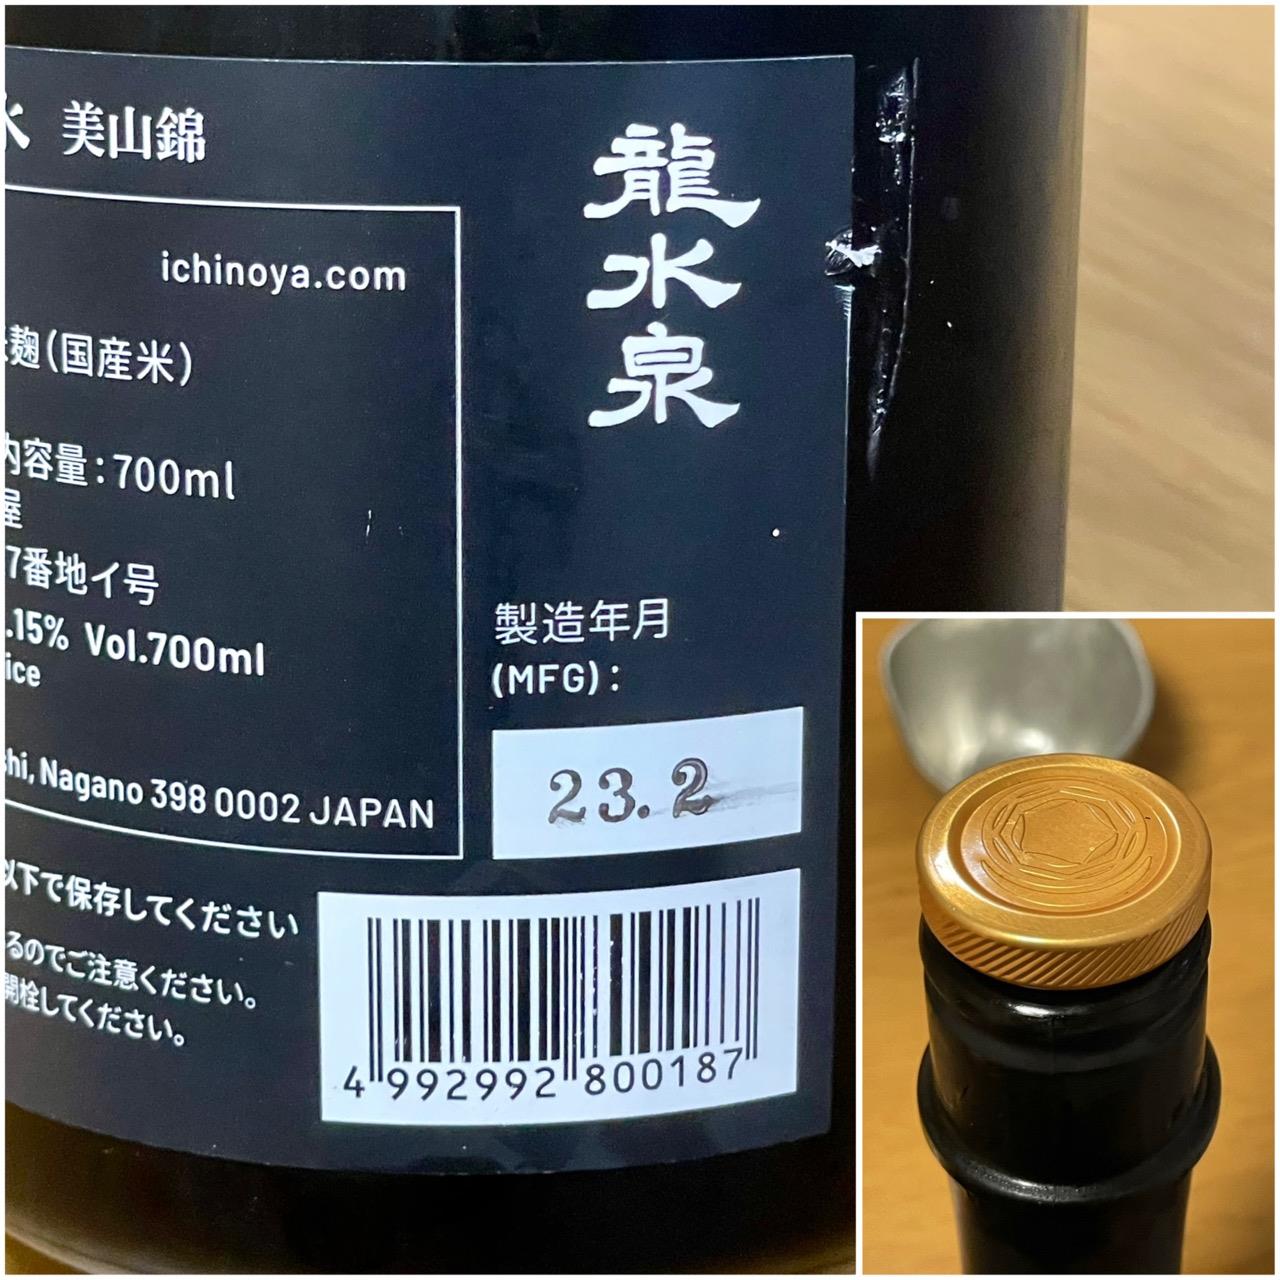 水 美山錦
ichinoya.com
米麹(国産米)
内容量:700ml
屋
7番地イ号
.15% Vol.700ml
ice
shi, Nagano 398 0002 JAPAN
以下で保存してください
るのでご注意ください。
開栓してください。
龍水泉
製造年月
(MFG):
23.2
4 992992 800187